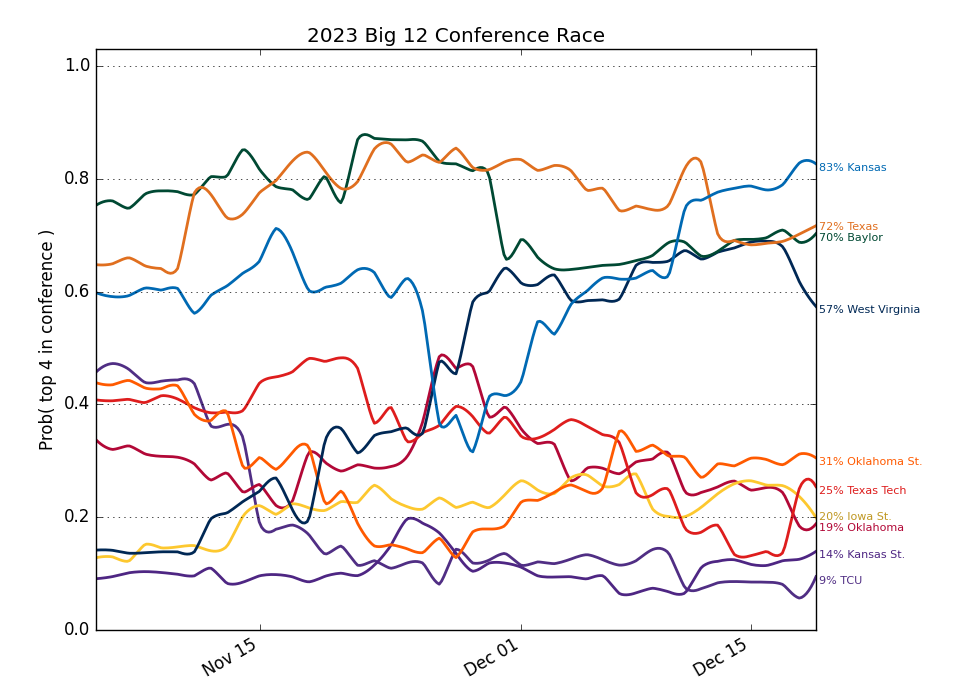 2023 Big 12 Conference Race
Prob( top 4 in conference )
1.0
0.8
0.6
0.4
0.2
0.0
Nov 15
Dec 01
Dec 15
83% Kansas
72% Texas
70% Baylor
57% West Virginia
31% Oklahoma St.
25% Texas Tech
20% Iowa St.
19% Oklahoma
14% Kansas St.
9% TCU